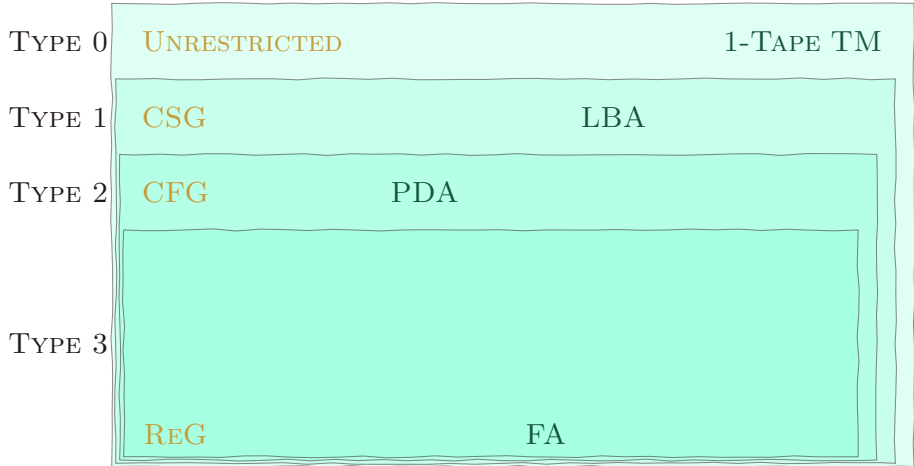 Type 0 Unrestricted 1-Tape TM
Type 1 CSG LBA
Type 2 CFG PDA
Type 3
ReG FA